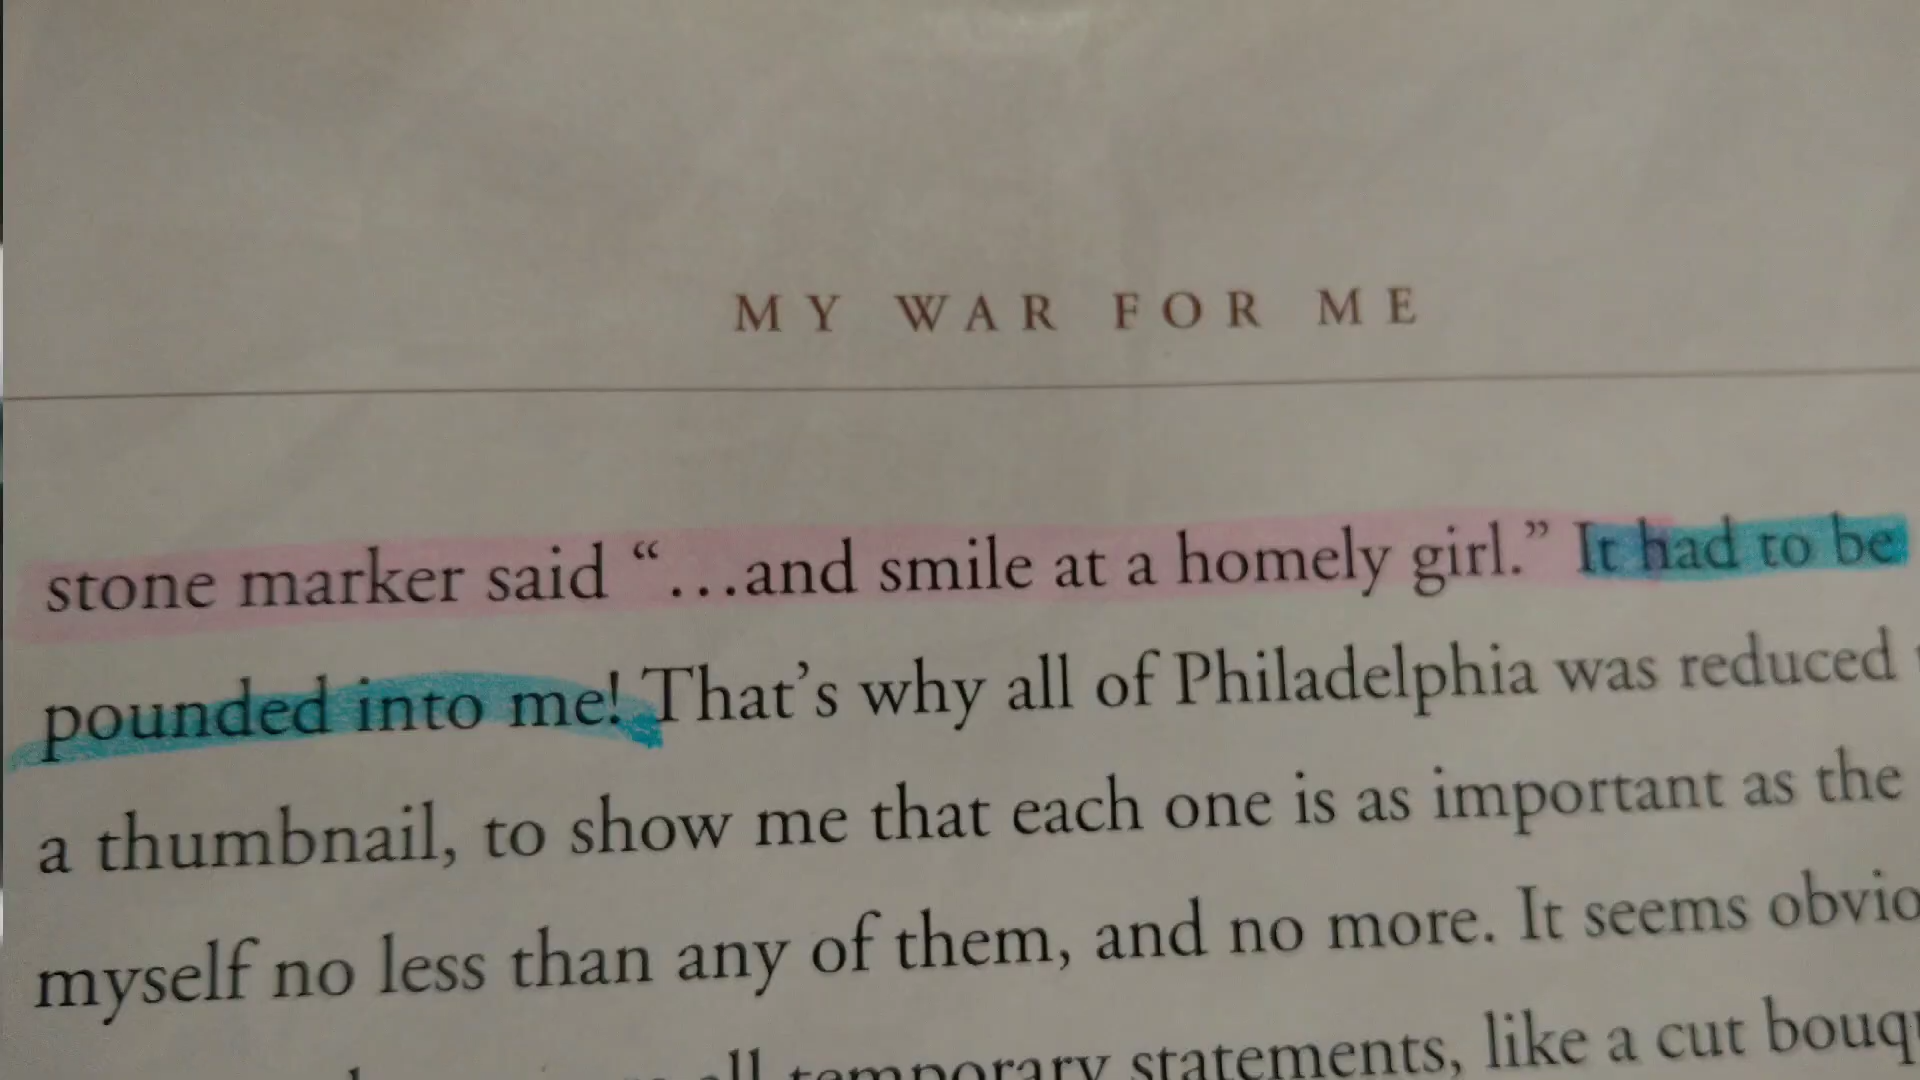 MY WAR FOR ME
stone marker said “...and smile at a homely girl.” It had to be
pounded into me! That’s why all of Philadelphia was reduced
a thumbnail, to show me that each one is as important as the
myself no less than any of them, and no more. It seems
temporary statements, like a cut